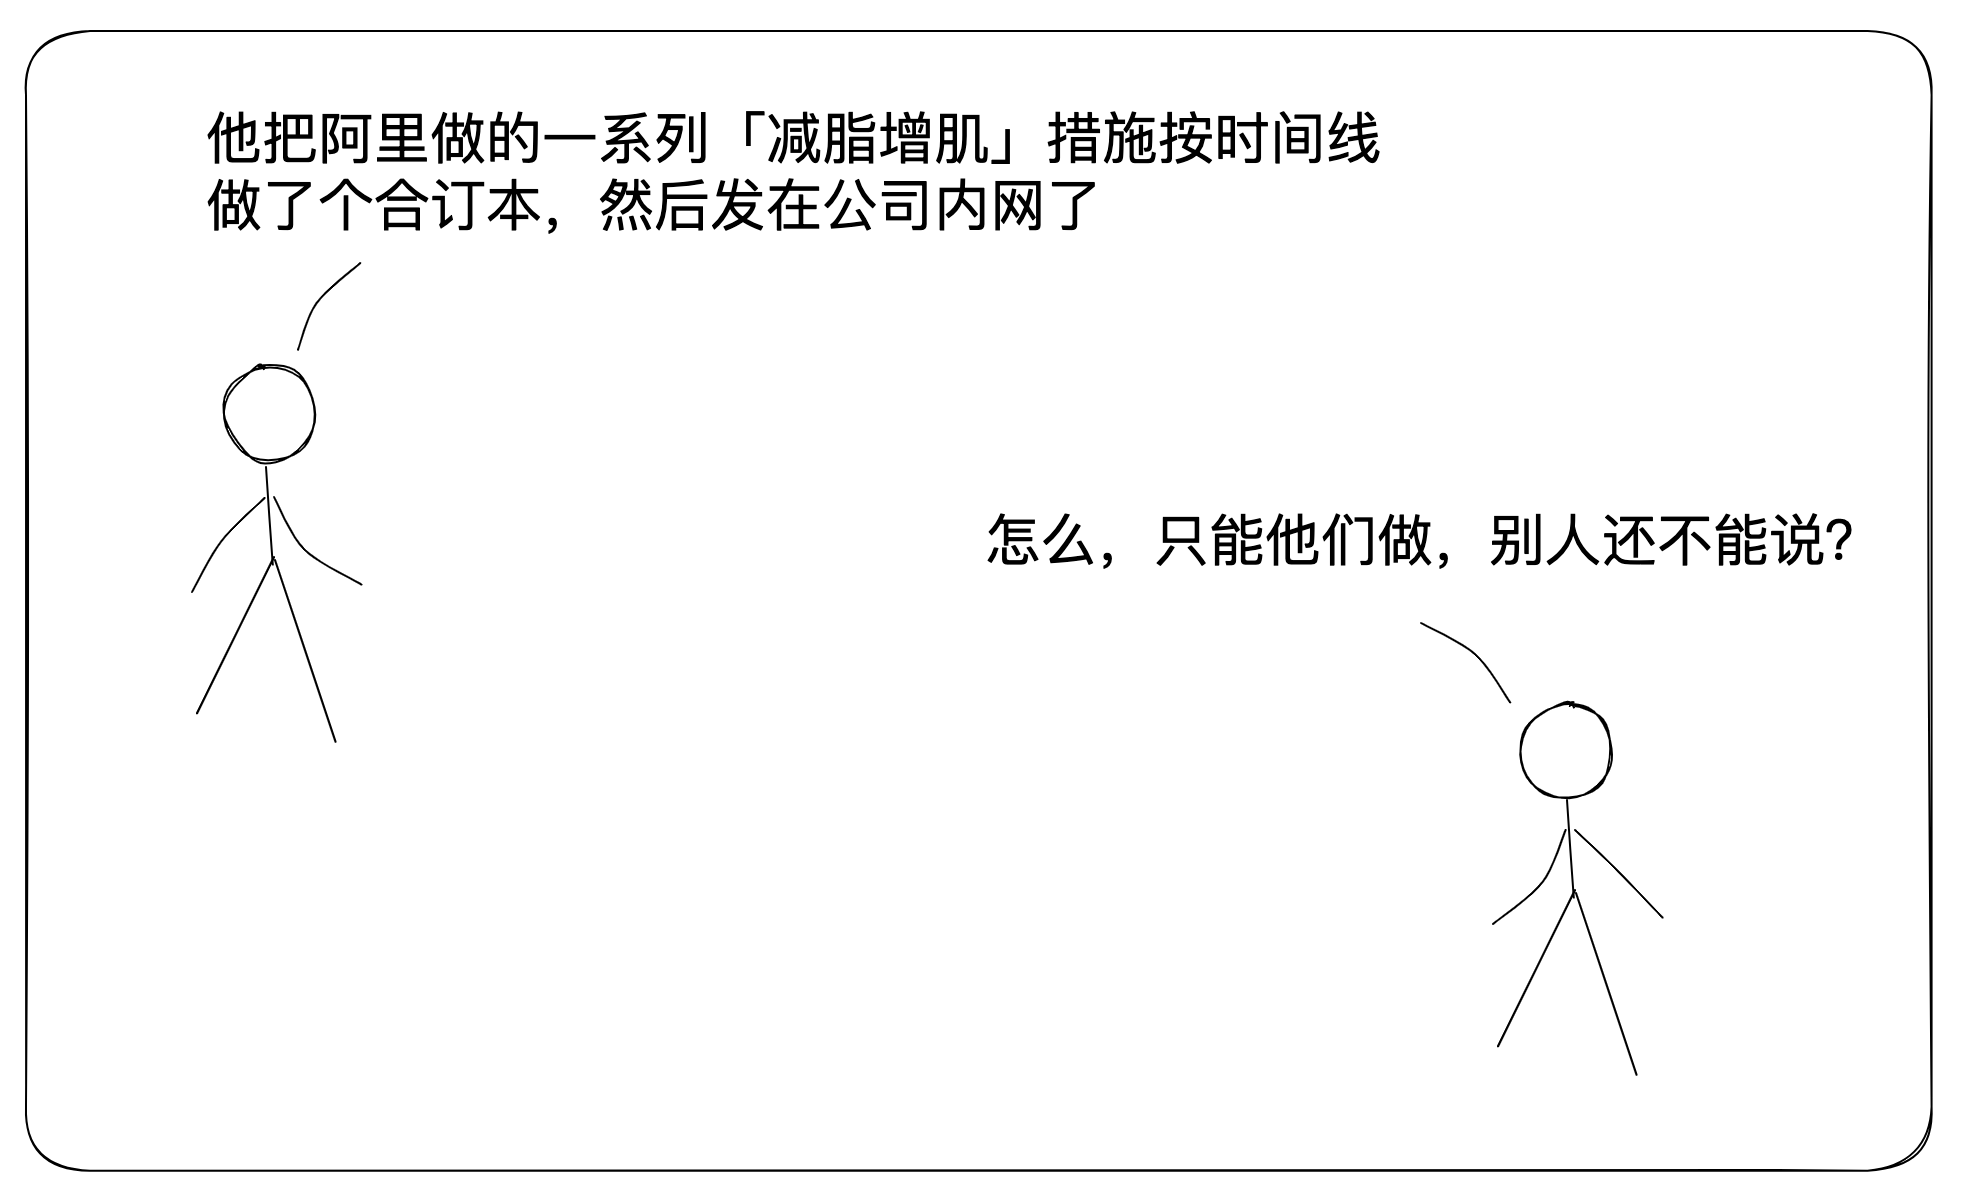 他把阿里做的一系列「减脂增肌」措施按时间线
做了个合订本，然后发在公司内网了
怎么，只能他们做，别人还不能说？